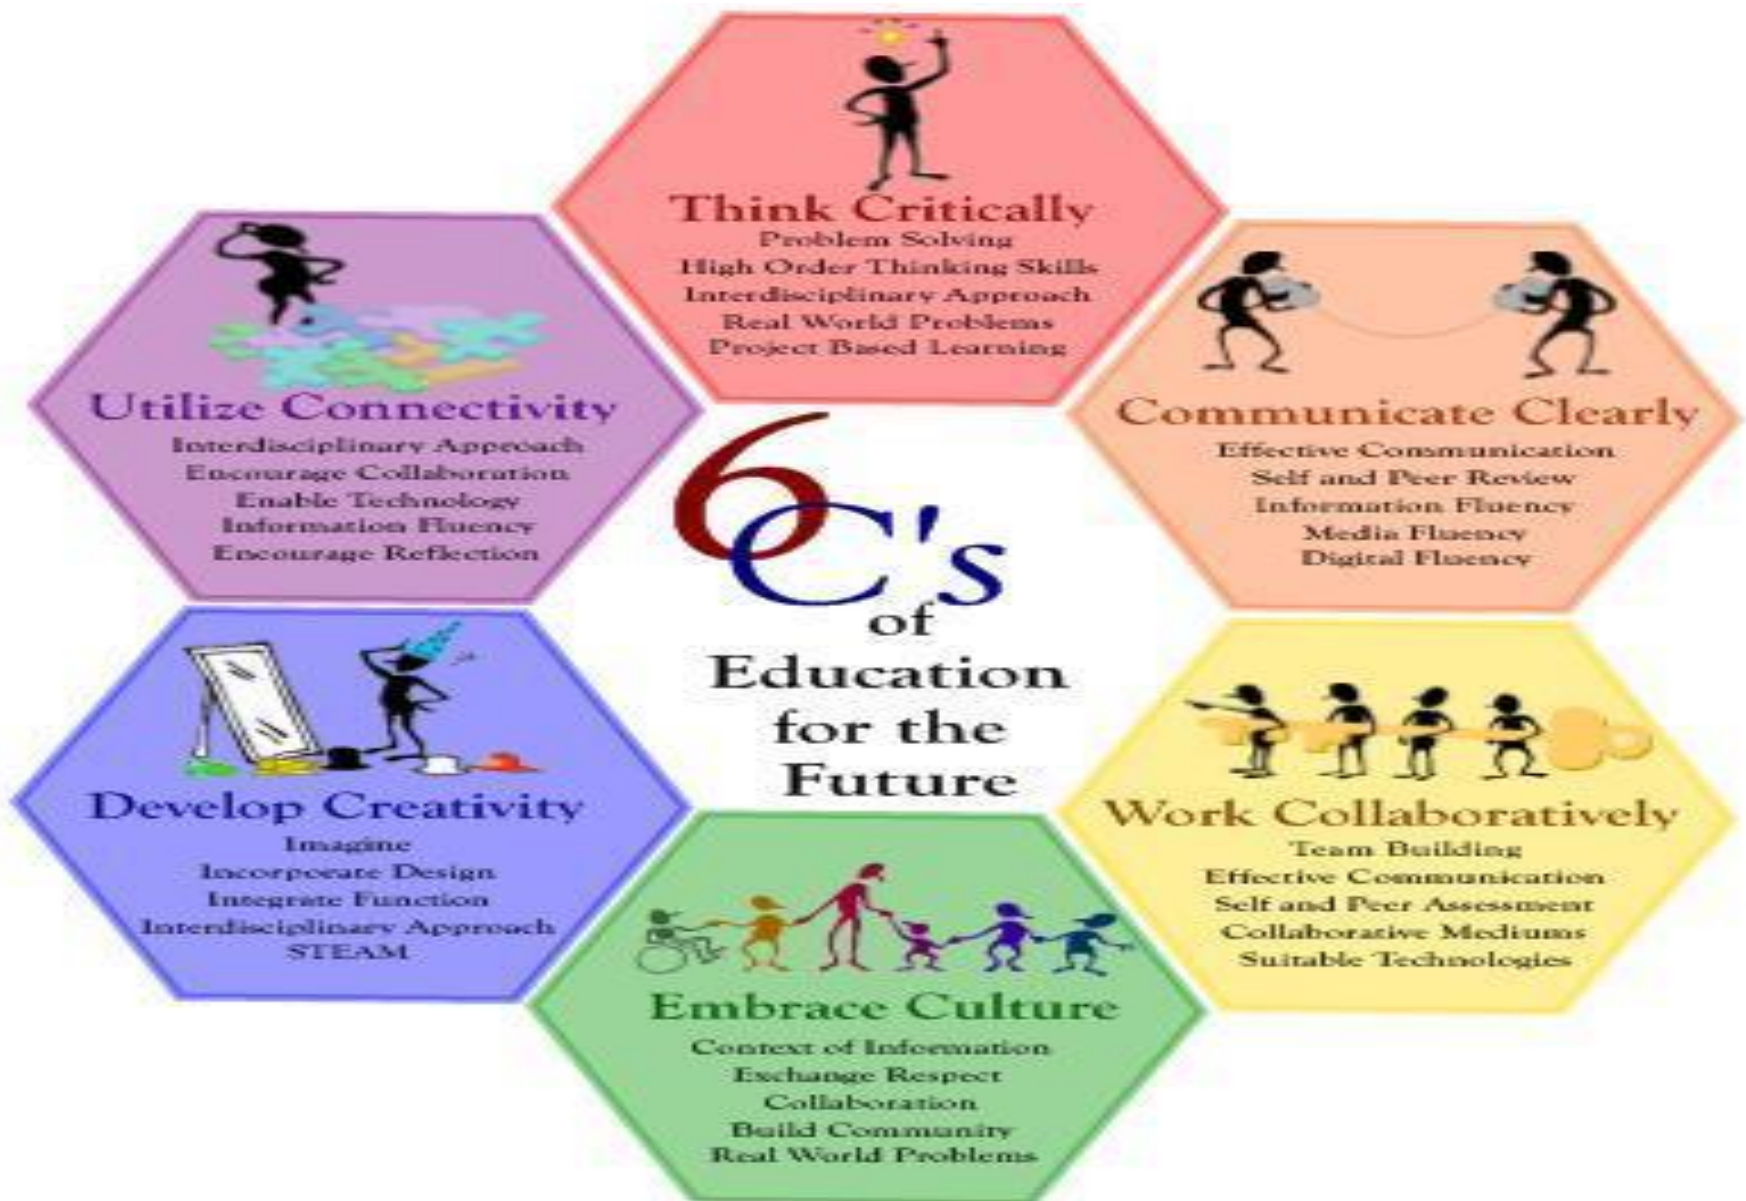 Think Critically
Problem Solving
High Order Thinking Skills
Interdisciplinary Approach
Real World Problems
Project Based Learning
Communicate Clearly
Effective Communication
Self and Peer Review
Information Fluency
Media Fluency
Digital Fluency
Work Collaboratively
Team Building
Effective Communication
Self and Peer Assessment
Collaborative Mediums
Suitable Technologies
Embrace Culture
Context of Information
Exchange Respect
Collaboration
Build Community
Real World Problems
Develop Creativity
Imagine
Incorporate Design
Integrate Function
Interdisciplinary Approach
STEAM
Utilize Connectivity
Interdisciplinary Approach
Encourage Collaboration
Enable Technology
Information Fluency
Encourage Reflection
6
C's
of
Education
for the
Future